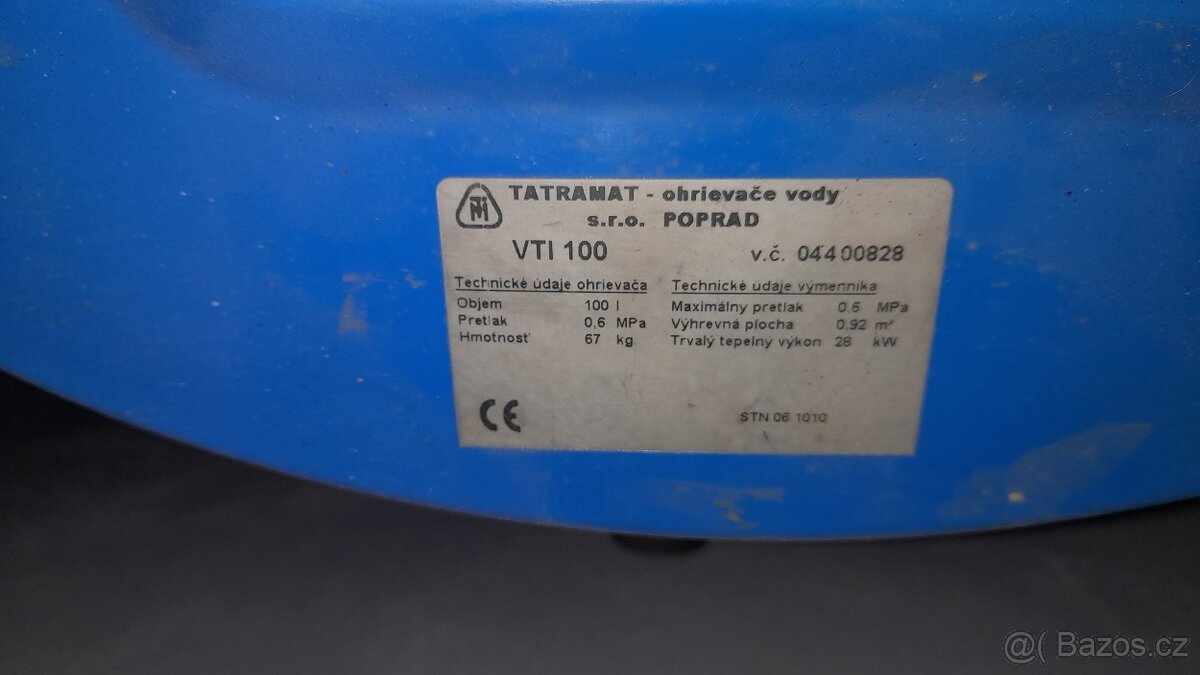 TATRAMAT - ohrievače vody
s.r.o. POPRAD
VTI 100 v.č. 04400828
Technické údaje ohrievača
Objem 100 l
Pretlak 0,6 MPa
Hmotnosť 67 kg
Technické údaje výmenníka
Maximálny pretlak 0,6 MPa
Výhrevná plocha 0,92 m²
Trvalý tepelný výkon 28 kW
CE
STN 06 1010
@( Bazos.cz